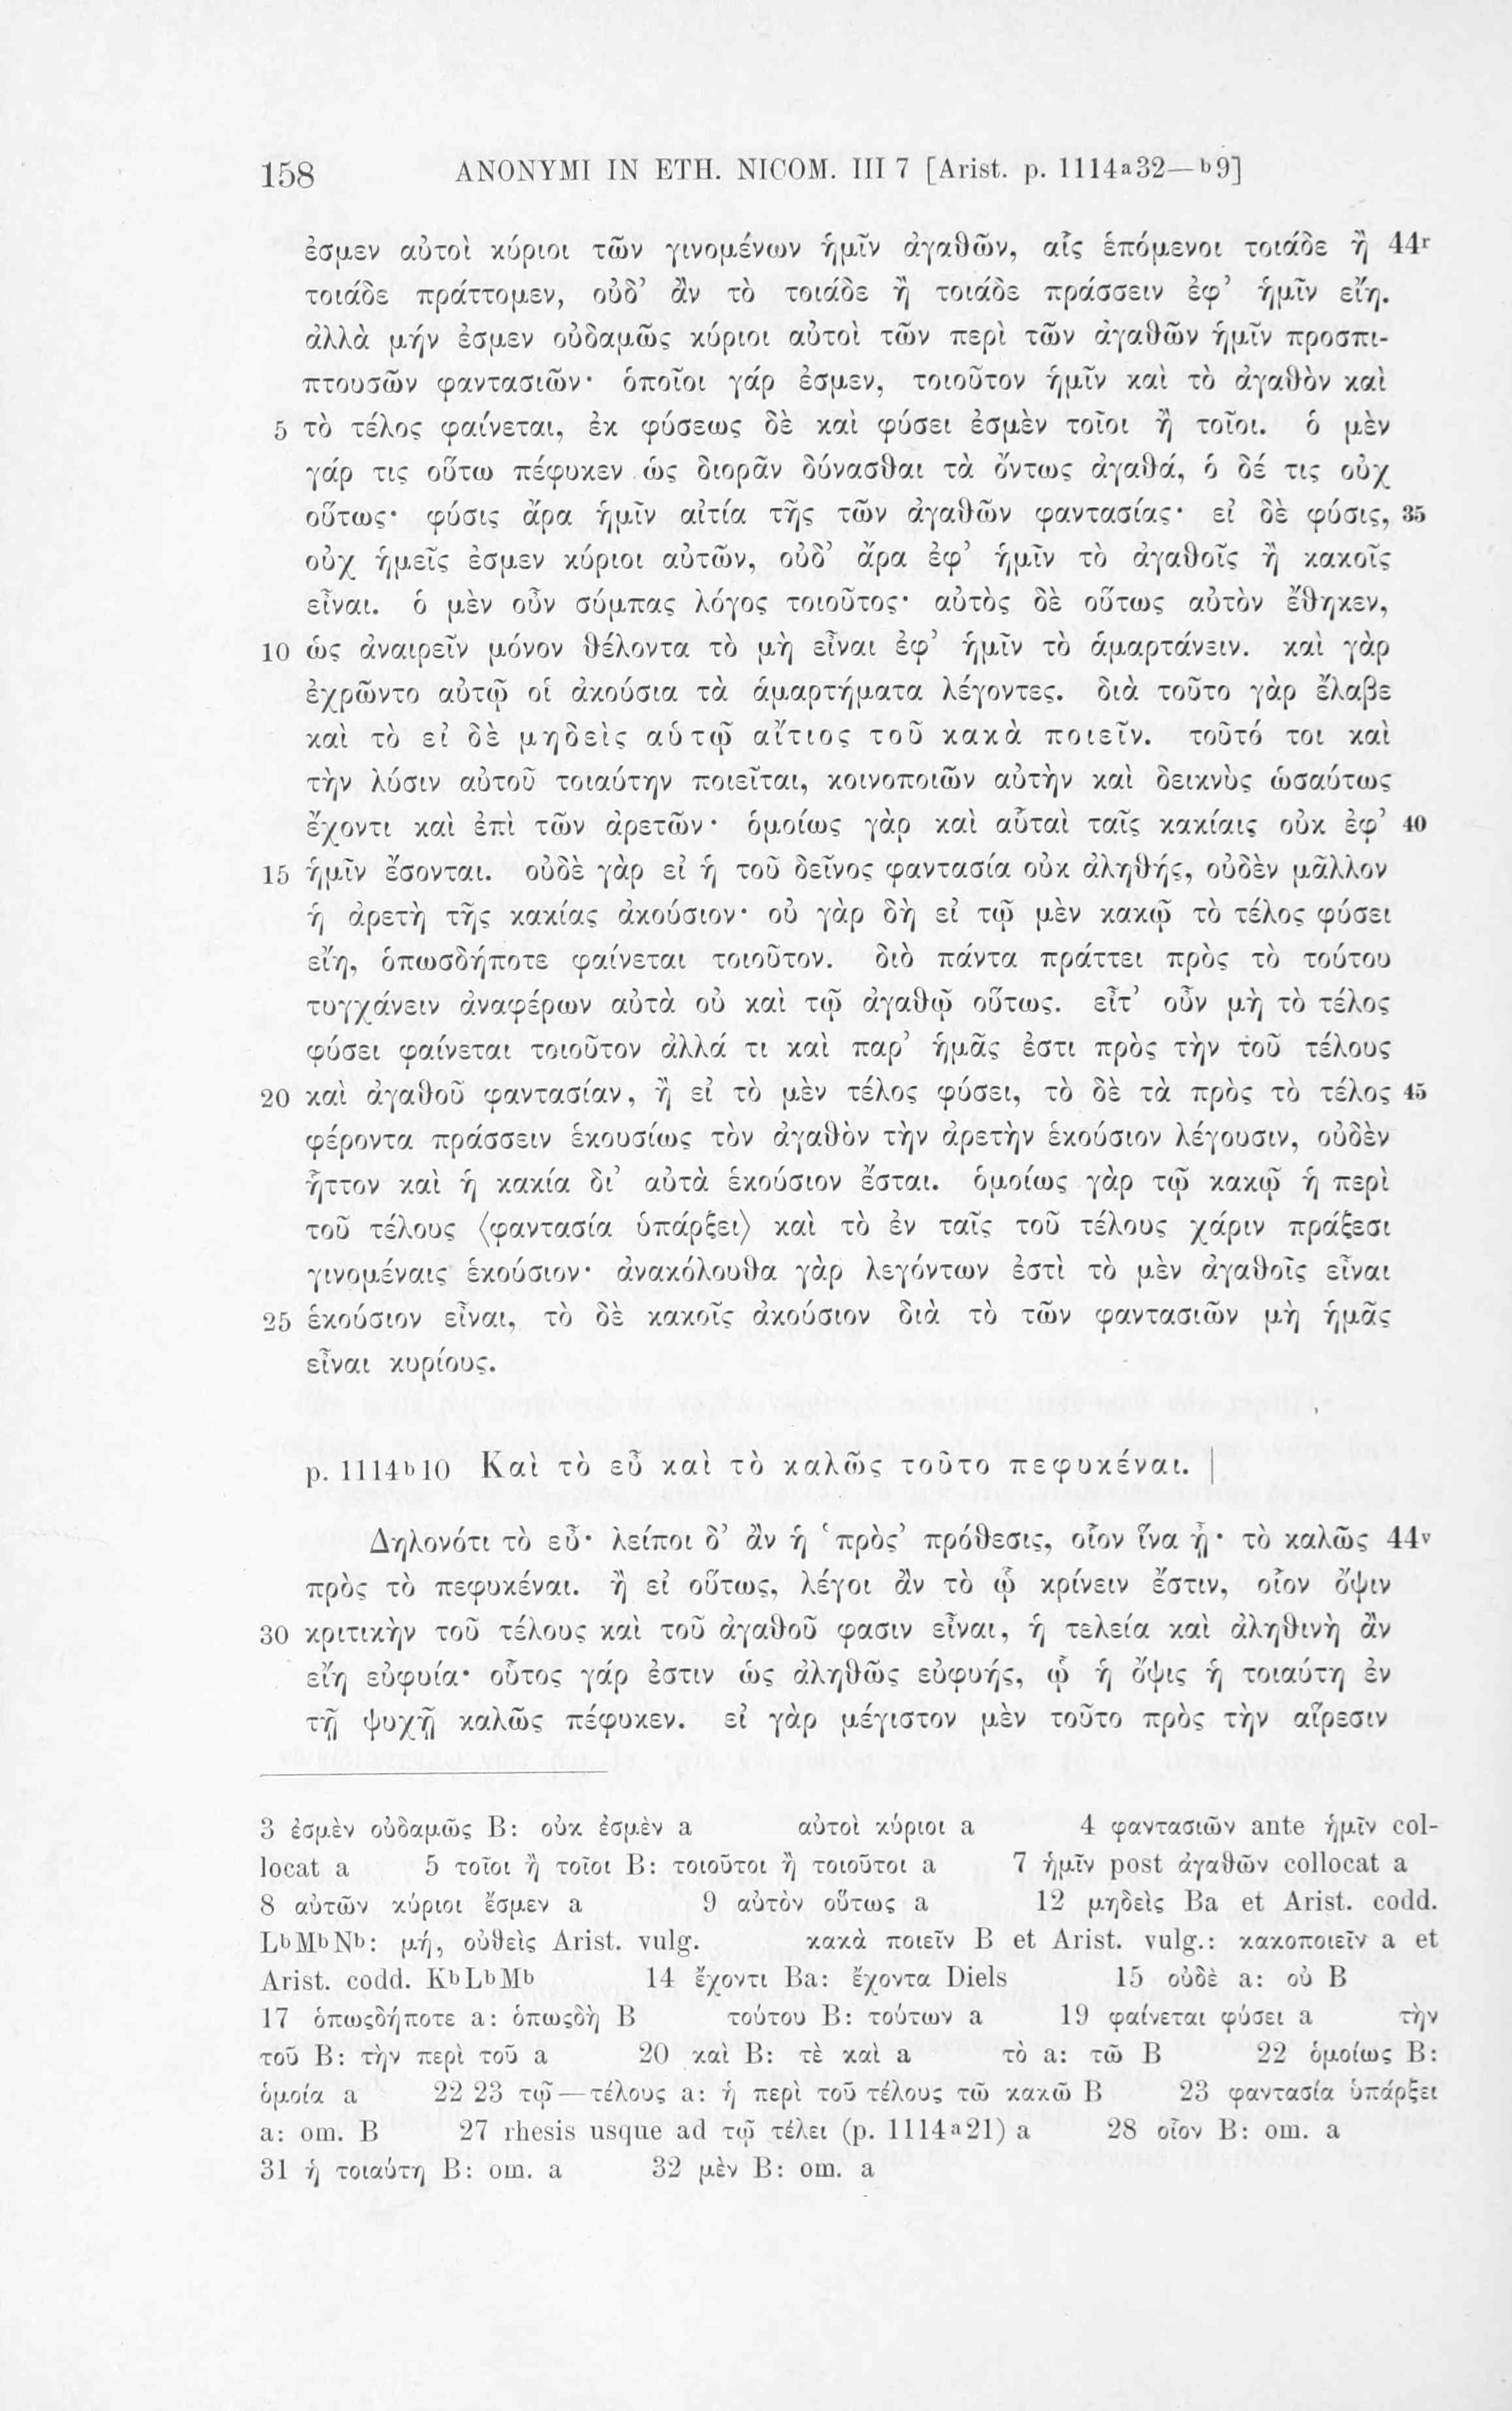 158 ANONYMI IN ETH. NICOM. III 7 [Arist. p. 1114a32—b9]
ἐσμεν αὐτοὶ κύριοι τῶν γινομένων ἡμῖν ἀγαθῶν, αἷς ἑπόμενοι τοιάδε ἢ 44r
τοιάδε πράττομεν, οὐδ’ ἂν τὸ τοιάδε ἢ τοιάδε πράσσειν ἐφ’ ἡμῖν εἴη.
ἀλλὰ μήν ἐσμεν οὐδαμῶς κύριοι αὐτοὶ τῶν περὶ τῶν ἀγαθῶν ἡμῖν προσπι-
πτουσῶν φαντασιῶν· ὁποῖοι γάρ ἐσμεν, τοιοῦτον ἡμῖν καὶ τὸ ἀγαθὸν καὶ
5 τὸ τέλος φαίνεται, ἐκ φύσεως δὲ καὶ φύσει ἐσμὲν τοῖοι ἢ τοῖοι. ὁ μὲν
γάρ τις οὕτω πέφυκεν ὡς διορᾶν δύνασθαι τὰ ὄντως ἀγαθά, ὁ δέ τις οὐχ
οὕτως· φύσις ἄρα ἡμῖν αἰτία τῆς τῶν ἀγαθῶν φαντασίας· εἰ δὲ φύσις, 35
οὐχ ἡμεῖς ἐσμεν κύριοι αὐτῶν, οὐδ’ ἄρα ἐφ’ ἡμῖν τὸ ἀγαθοῖς ἢ κακοῖς
εἶναι. ὁ μὲν οὖν σύμπας λόγος τοιοῦτος· αὐτὸς δὲ οὕτως αὐτὸν ἔθηκεν,
10 ὡς ἀναιρεῖν μόνον θέλοντα τὸ μὴ εἶναι ἐφ’ ἡμῖν τὸ ἁμαρτάνειν. καὶ γὰρ
ἐχρῶντο αὐτῷ οἱ ἀκούσια τὰ ἁμαρτήματα λέγοντες. διὰ τοῦτο γὰρ ἔλαβε
καὶ τὸ εἰ δὲ μηδεὶς αὑτῷ αἴτιος τοῦ κακὰ ποιεῖν. τοῦτό τοι καὶ
τὴν λύσιν αὐτοῦ τοιαύτην ποιεῖται, κοινοποιῶν αὐτὴν καὶ δεικνὺς ὡσαύτως
ἔχοντι καὶ ἐπὶ τῶν ἀρετῶν· ὁμοίως γὰρ καὶ αὗται ταῖς κακίαις οὐκ ἐφ’ 40
15 ἡμῖν ἔσονται. οὐδὲ γὰρ εἰ ἡ τοῦ δεῖνος φαντασία οὐκ ἀληθής, οὐδὲν μᾶλλον
ἡ ἀρετὴ τῆς κακίας ἀκούσιον· οὐ γὰρ δὴ εἰ τῷ μὲν κακῷ τὸ τέλος φύσει
εἴη, ὁπωσδήποτε φαίνεται τοιοῦτον. διὸ πάντα πράττει πρὸς τὸ τούτου
τυγχάνειν ἀναφέρων αὐτὰ οὐ καὶ τῷ ἀγαθῷ οὕτως. εἶτ’ οὖν μὴ τὸ τέλος
φύσει φαίνεται τοιοῦτον ἀλλά τι καὶ παρ’ ἡμᾶς ἐστι πρὸς τὴν τοῦ τέλους
20 καὶ ἀγαθοῦ φαντασίαν, ἢ εἰ τὸ μὲν τέλος φύσει, τὸ δὲ τὰ πρὸς τὸ τέλος 45
φέροντα πράσσειν ἑκουσίως τὸν ἀγαθὸν τὴν ἀρετὴν ἑκούσιον λέγουσιν, οὐδὲν
ἧττον καὶ ἡ κακία δι’ αὐτὰ ἑκούσιον ἔσται. ὁμοίως γὰρ τῷ κακῷ ἡ περὶ
τοῦ τέλους ⟨φαντασία ὑπάρξει⟩ καὶ τὸ ἐν ταῖς τοῦ τέλους χάριν πράξεσι
γινομέναις ἑκούσιον· ἀνακόλουθα γὰρ λεγόντων ἐστὶ τὸ μὲν ἀγαθοῖς εἶναι
25 ἑκούσιον εἶναι, τὸ δὲ κακοῖς ἀκούσιον διὰ τὸ τῶν φαντασιῶν μὴ ἡμᾶς
εἶναι κυρίους.
p. 1114b10 Καὶ τὸ εὖ καὶ τὸ καλῶς τοῦτο πεφυκέναι. |
Δηλονότι τὸ εὖ· λείποι δ’ ἂν ἡ ‘πρὸς’ πρόθεσις, οἷον ἵνα ᾖ· τὸ καλῶς 44v
πρὸς τὸ πεφυκέναι. ἢ εἰ οὕτως, λέγοι ἂν τὸ ᾧ κρίνειν ἔστιν, οἷον ὄψιν
30 κριτικὴν τοῦ τέλους καὶ τοῦ ἀγαθοῦ φασιν εἶναι, ἡ τελεία καὶ ἀληθινὴ ἂν
εἴη εὐφυία· οὗτος γάρ ἐστιν ὡς ἀληθῶς εὐφυής, ᾧ ἡ ὄψις ἡ τοιαύτη ἐν
τῇ ψυχῇ καλῶς πέφυκεν. εἰ γὰρ μέγιστον μὲν τοῦτο πρὸς τὴν αἵρεσιν
3 ἐσμὲν οὐδαμῶς B: οὐκ ἐσμὲν a αὐτοὶ κύριοι a 4 φαντασιῶν ante ἡμῖν col-
locat a 5 τοῖοι ἢ τοῖοι B: τοιοῦτοι ἢ τοιοῦτοι a 7 ἡμῖν post ἀγαθῶν collocat a
8 αὐτῶν κύριοι ἔσμεν a 9 αὐτὸν οὕτως a 12 μηδεὶς Ba et Arist. codd.
LbMbNb: μή, οὐθεὶς Arist. vulg. κακὰ ποιεῖν B et Arist. vulg.: κακοποιεῖν a et
Arist. codd. KbLbMb 14 ἔχοντι Ba: ἔχοντα Diels 15 οὐδὲ a: οὐ B
17 ὁπωςδήποτε a: ὁπωςδὴ B τούτου B: τούτων a 19 φαίνεται φύσει a τὴν
τοῦ B: τὴν περὶ τοῦ a 20 καὶ B: τὲ καὶ a τὸ a: τῶ B 22 ὁμοίως B:
ὁμοία a 22 23 τῷ—τέλους a: ἡ περὶ τοῦ τέλους τῶ κακῶ B 23 φαντασία ὑπάρξει
a: om. B 27 rhesis usque ad τῷ τέλει (p. 1114a21) a 28 οἷον B: om. a
31 ἡ τοιαύτη B: om. a 32 μὲν B: om. a